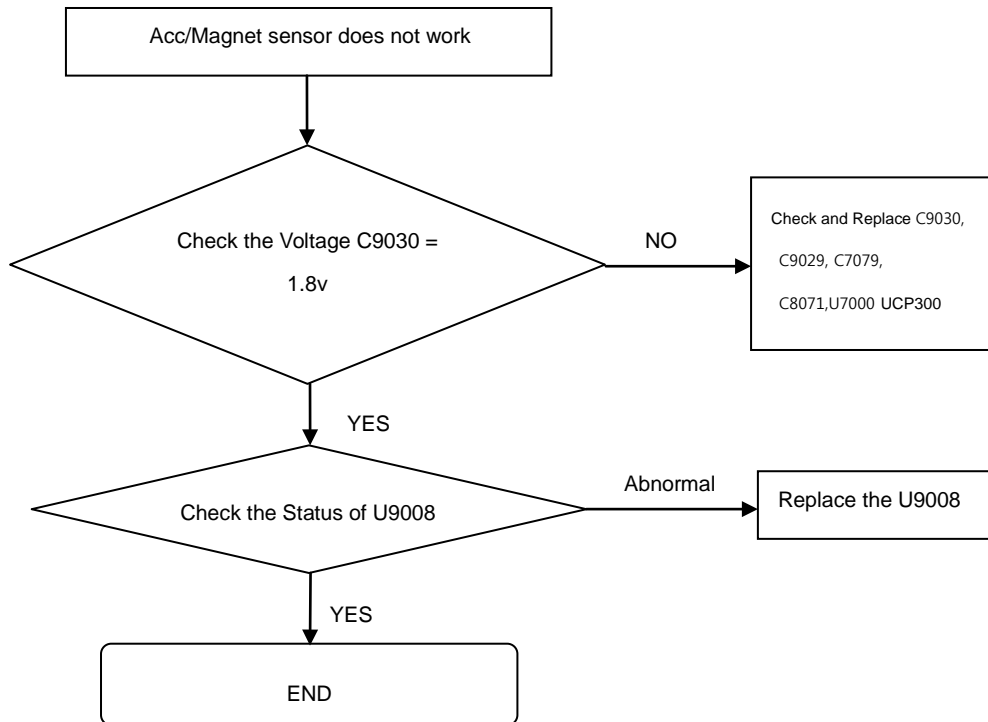 Acc/Magnet sensor does not work
Check the Voltage C9030 =
1.8v
NO
Check and Replace C9030,
C9029, C7079,
C8071,U7000 UCP300
YES
Check the Status of U9008
Abnormal
Replace the U9008
YES
END